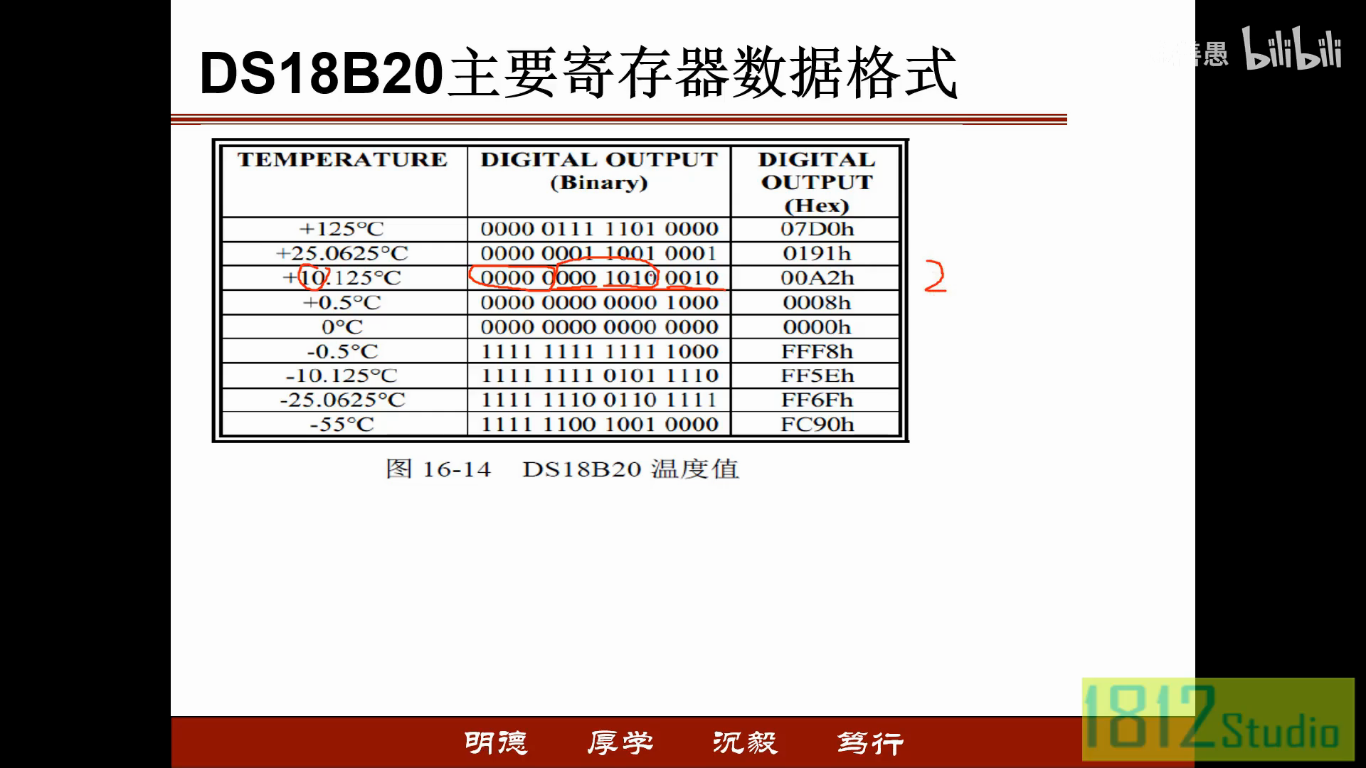 DS18B20主要寄存器数据格式
善愚 bilibili
TEMPERATURE DIGITAL OUTPUT (Binary) DIGITAL OUTPUT (Hex)
+125°C 0000 0111 1101 0000 07D0h
+25.0625°C 0000 0001 1001 0001 0191h
+10.125°C 0000 0000 1010 0010 00A2h
2
+0.5°C 0000 0000 0000 1000 0008h
0°C 0000 0000 0000 0000 0000h
-0.5°C 1111 1111 1111 1000 FFF8h
-10.125°C 1111 1111 0101 1110 FF5Eh
-25.0625°C 1111 1110 0110 1111 FF6Fh
-55°C 1111 1100 1001 0000 FC90h
图 16-14 DS18B20 温度值
明德 厚学 沉毅 笃行
1812 Studio